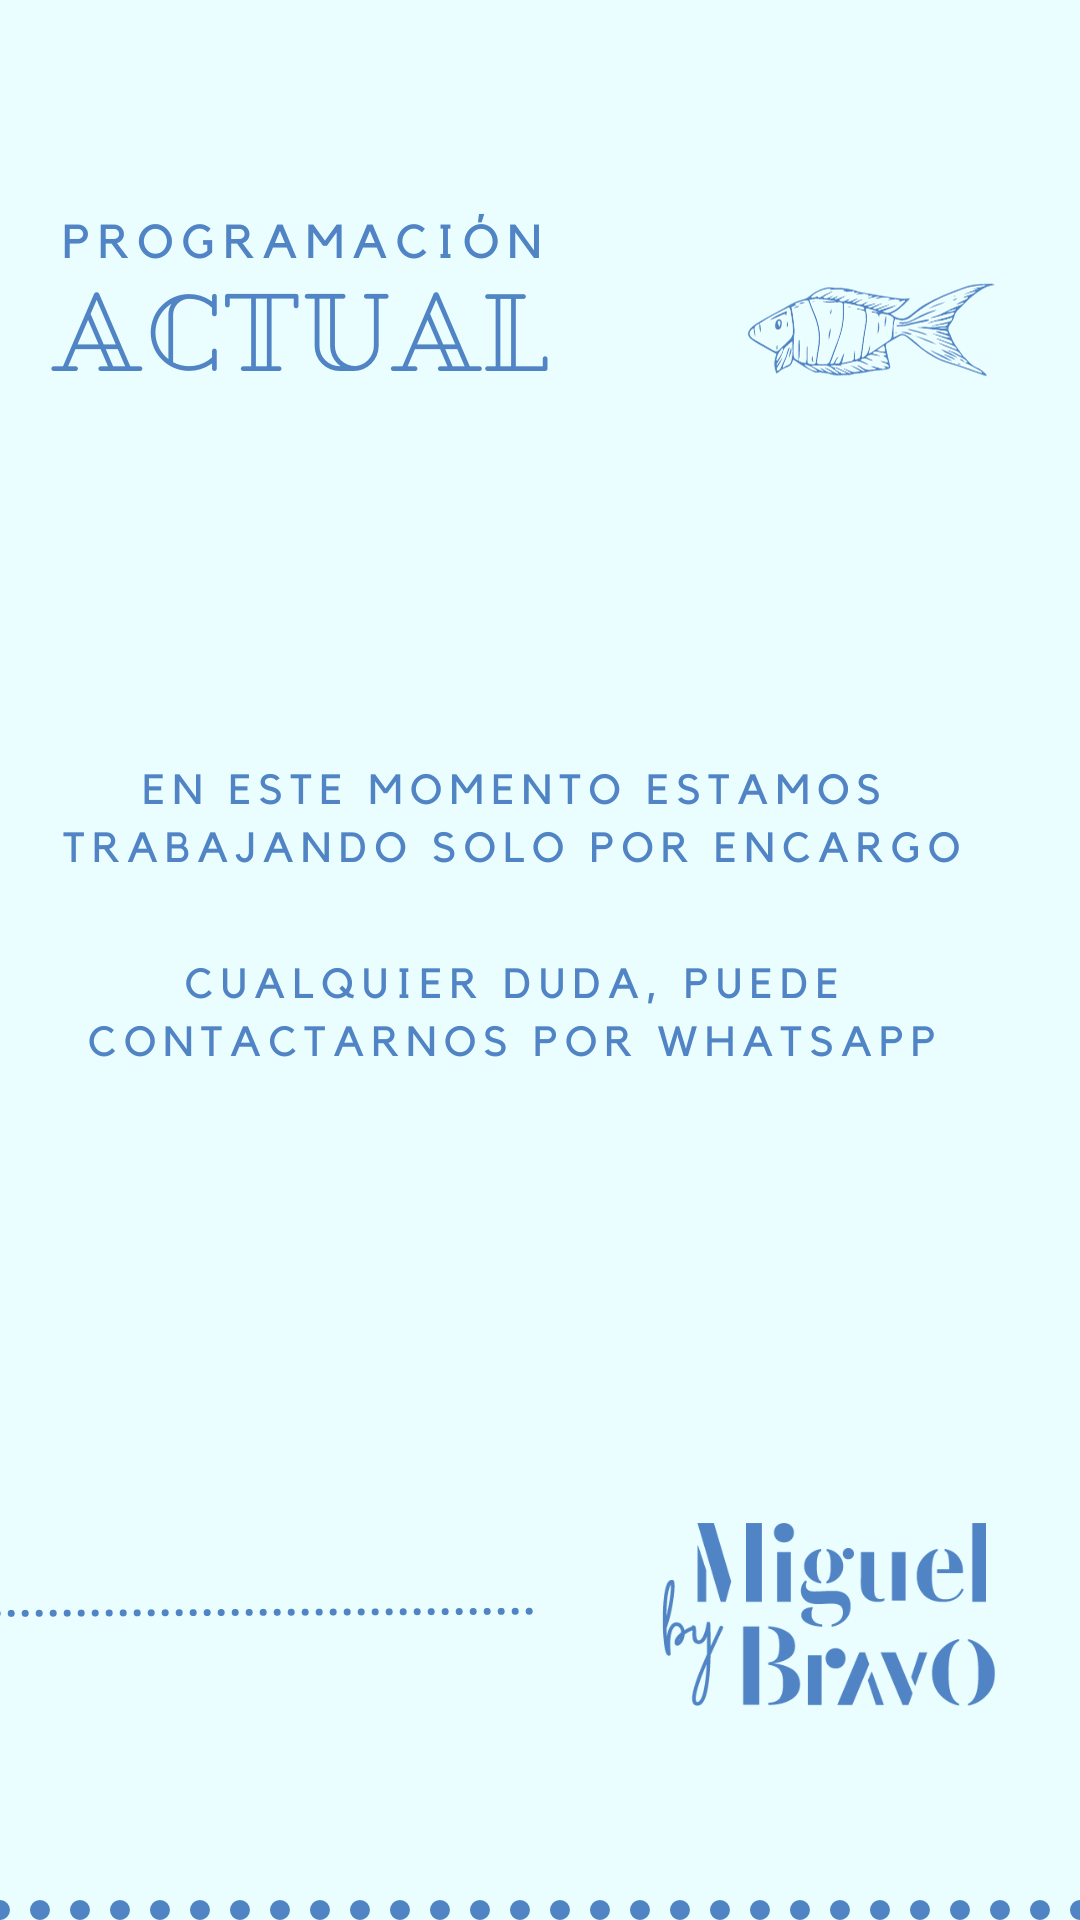 PROGRAMACIÓN
ACTUAL
EN ESTE MOMENTO ESTAMOS
TRABAJANDO SOLO POR ENCARGO
CUALQUIER DUDA, PUEDE
CONTACTARNOS POR WHATSAPP
Miguel
by Bravo